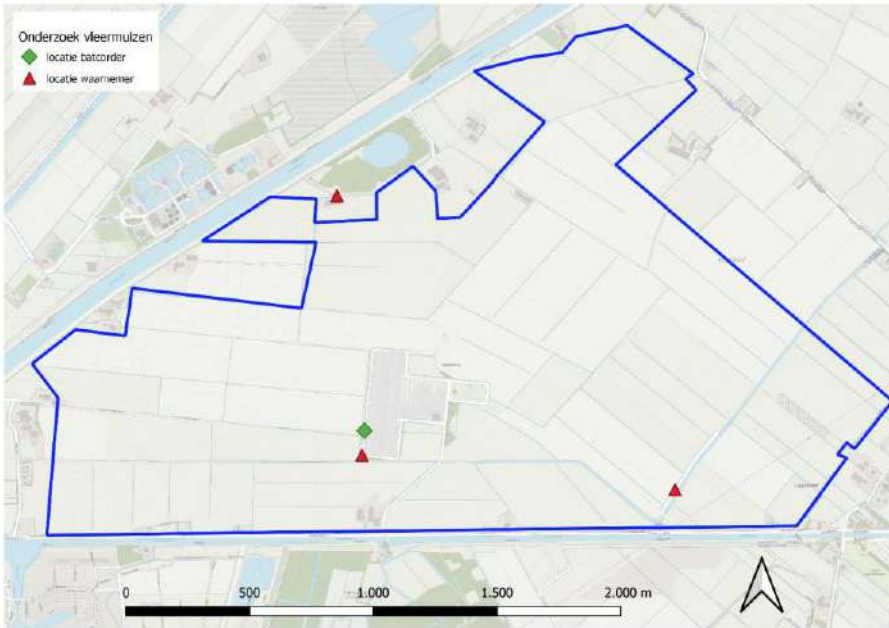 Onderzoek vleermuizen
locatie batcorder
locatie waarnemer
0
500
1.000
1.500
2.000 m